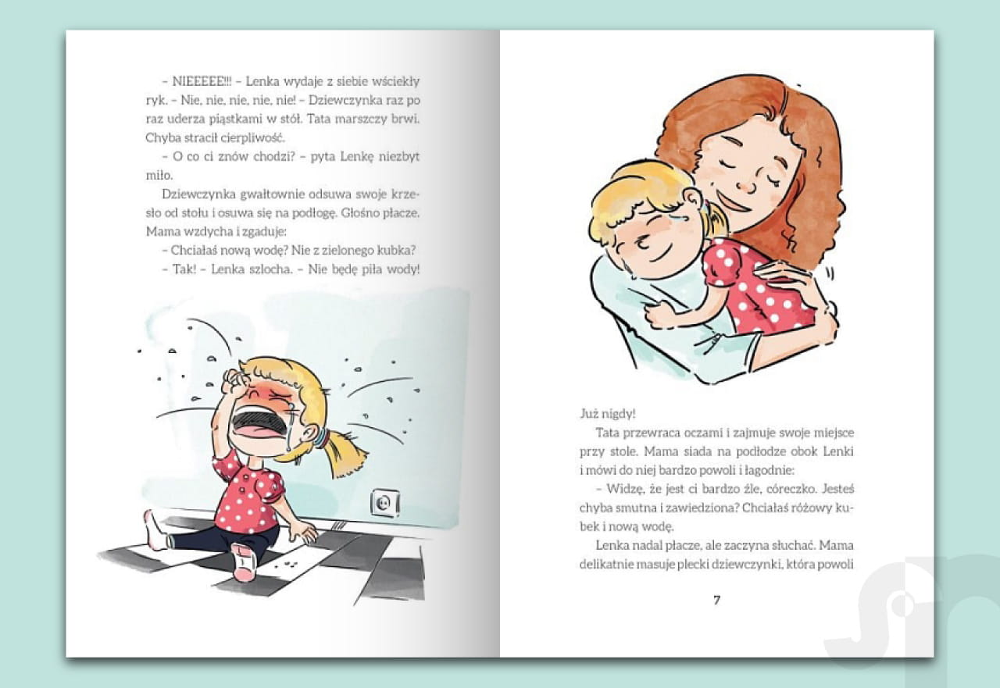 – NIEEEEE!!! – Lenka wydaje z siebie wściekły
ryk. – Nie, nie, nie, nie, nie! – Dziewczynka raz po
raz uderza piąstkami w stół. Tata marszczy brwi.
Chyba stracił cierpliwość.
– O co ci znów chodzi? – pyta Lenkę niezbyt
miło.
Dziewczynka gwałtownie odsuwa swoje krze-
sło od stołu i osuwa się na podłogę. Głośno płacze.
Mama wzdycha i zgaduje:
– Chciałaś nową wodę? Nie z zielonego kubka?
– Tak! – Lenka szlocha. – Nie będę piła wody!
Już nigdy!
Tata przewraca oczami i zajmuje swoje miejsce
przy stole. Mama siada na podłodze obok Lenki
i mówi do niej bardzo powoli i łagodnie:
– Widzę, że jest ci bardzo źle, córeczko. Jesteś
chyba smutna i zawiedziona? Chciałaś różowy ku-
bek i nową wodę.
Lenka nadal płacze, ale zaczyna słuchać. Mama
delikatnie masuje plecki dziewczynki, która powoli
7